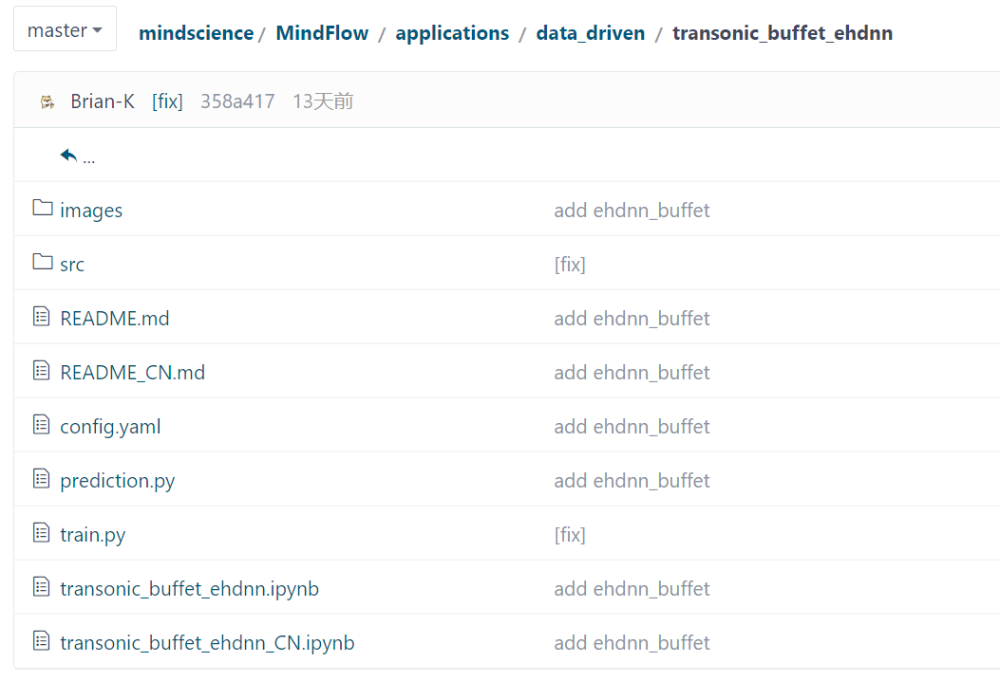 master mindscience / MindFlow / applications / data_driven / transonic_buffet_ehdnn
Brian-K [fix] 358a417 13天前
...
images add ehdnn_buffet
src [fix]
README.md add ehdnn_buffet
README_CN.md add ehdnn_buffet
config.yaml add ehdnn_buffet
prediction.py add ehdnn_buffet
train.py [fix]
transonic_buffet_ehdnn.ipynb add ehdnn_buffet
transonic_buffet_ehdnn_CN.ipynb add ehdnn_buffet